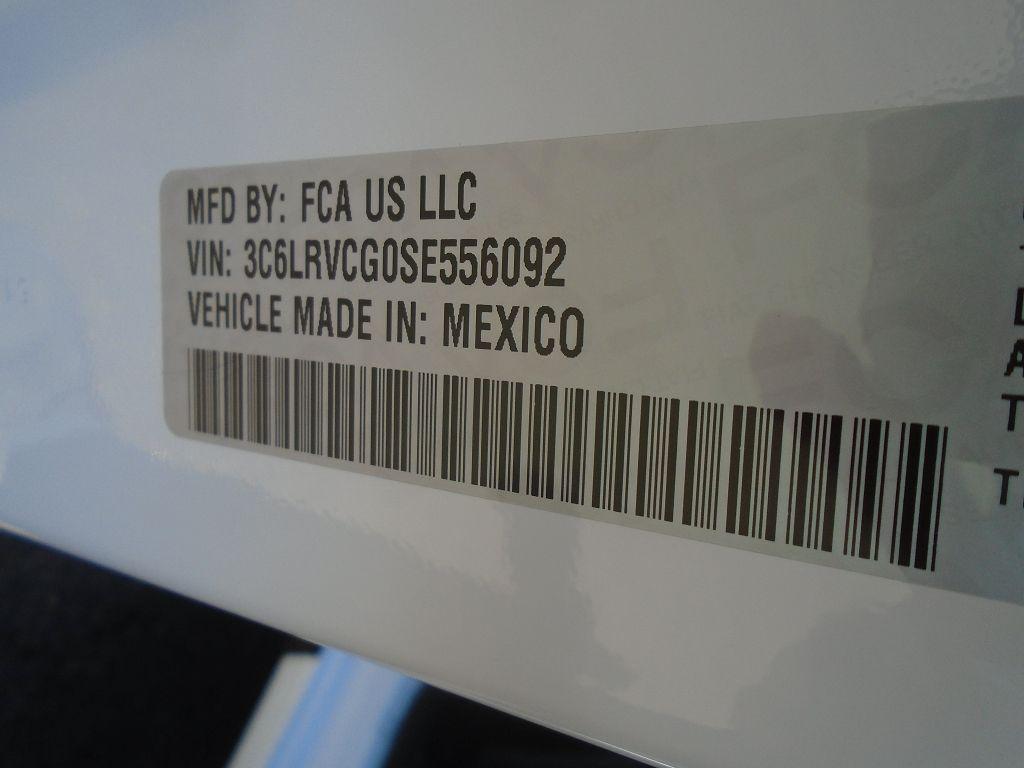 MFD BY: FCA US LLC
VIN: 3C6LRVCG0SE556092
VEHICLE MADE IN: MEXICO